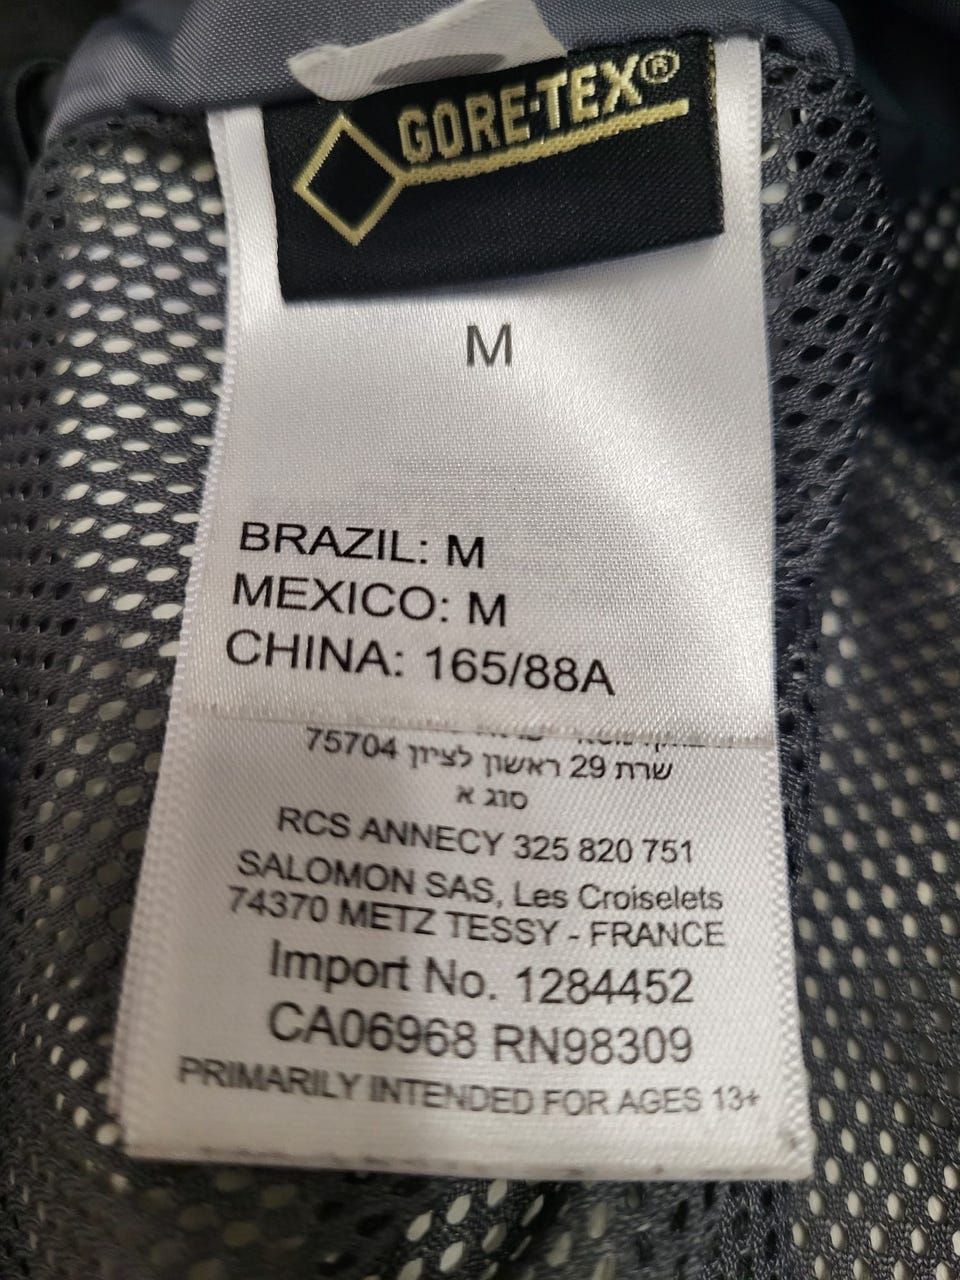 GORE-TEX®
M
BRAZIL: M
MEXICO: M
CHINA: 165/88A
שרת 29 ראשון לציון 75704
סוג א
RCS ANNECY 325 820 751
SALOMON SAS, Les Croiselets
74370 METZ TESSY - FRANCE
Import No. 1284452
CA06968 RN98309
PRIMARILY INTENDED FOR AGES 13+